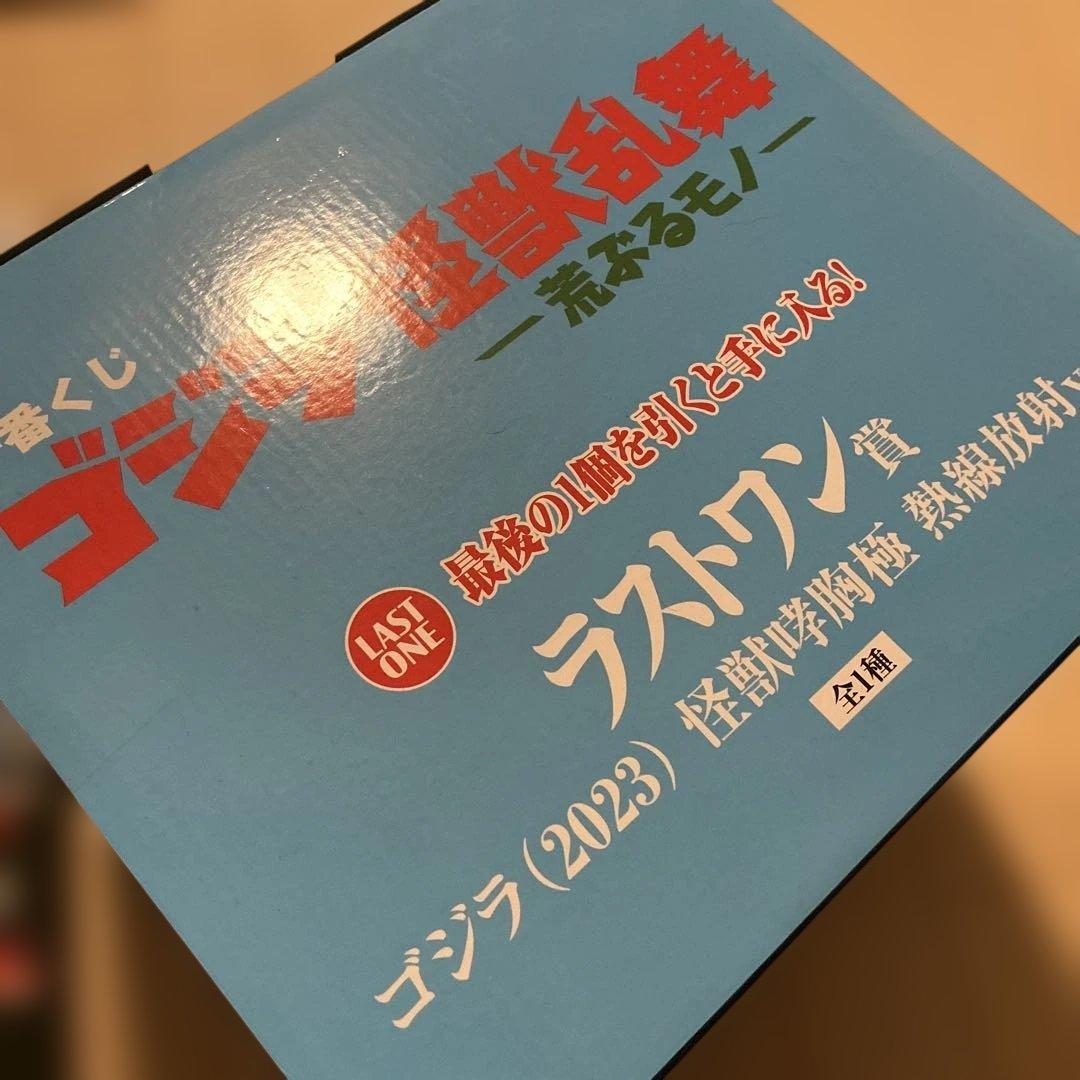 番くじ
ゴジラ 怪獣乱舞
ー荒ぶるモノー
LAST
ONE
最後の1個を引くと手に入る!
ラストワン賞
ゴジラ(2023) 怪獣哮胸極 熱線放射v
全1種